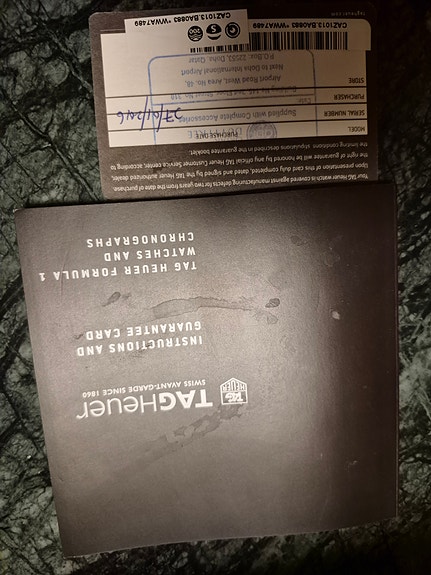 TAG HEUER
TAGHeuer
SWISS AVANT-GARDE SINCE 1860
INSTRUCTIONS AND
GUARANTEE CARD
TAG HEUER FORMULA 1
WATCHES AND
CHRONOGRAPHS
Your TAG Heuer watch is covered against manufacturing defects for two years from the date of purchase.
Upon presentation of this card duly completed, dated and signed by the TAG Heuer authorized dealer,
right of guarantee will be honored by any official TAG Heuer Customer Service center, according to
the limiting conditions. stipulations described in the guarantee booklet.
MODEL
PURCHASE DATE
SERIAL NUMBER
Supplied with Complete accessories
PURCHASER
STORE
Airport Road West, Area No. 48,
Next to Doha International Airport
P.O.Box: 22553, Doha, Qatar
200
CAZ1013.BA0883 *WWA7489
CAZ1013.BA0883 *WWA7489
tagheuer.com